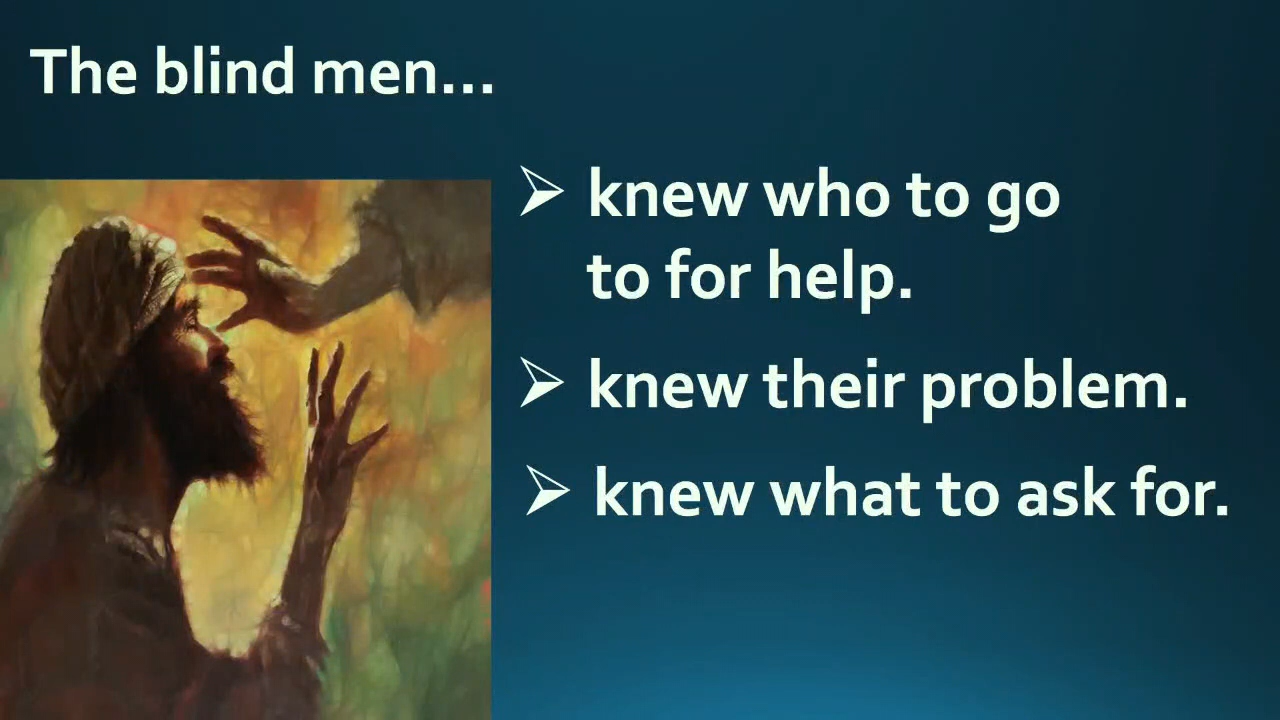 The blind men...
➢ knew who to go
to for help.
➢ knew their problem.
➢ knew what to ask for.